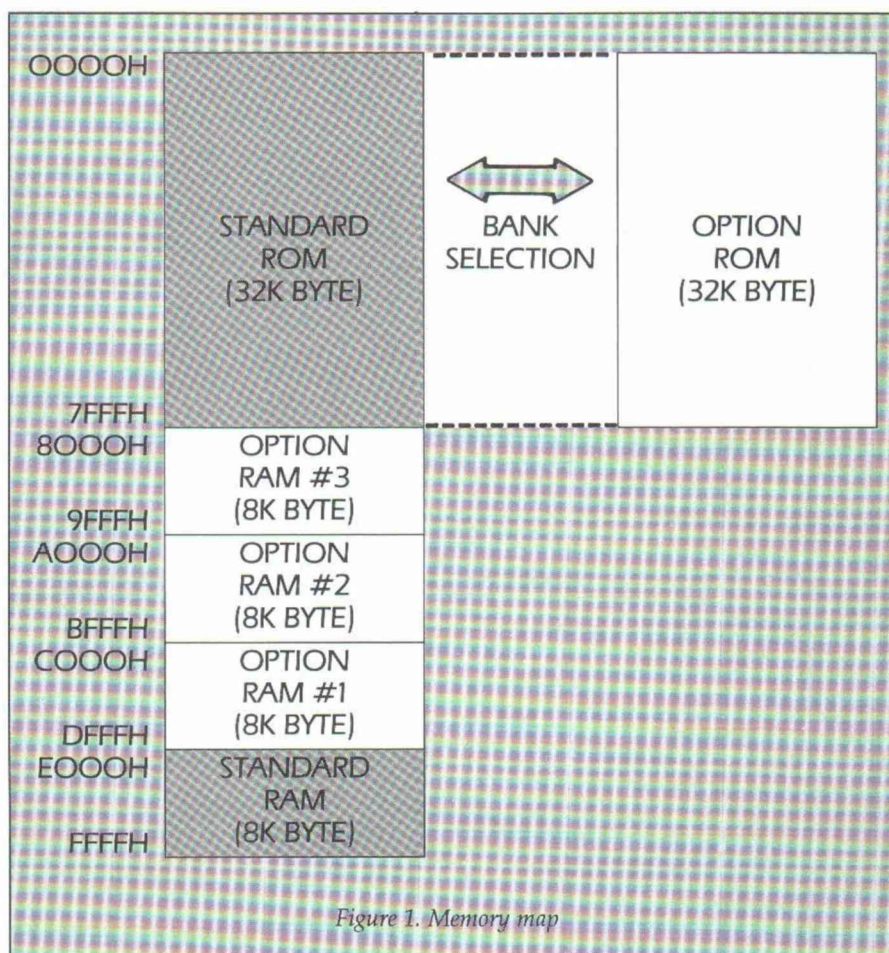 0000H
STANDARD
ROM
(32K BYTE)
BANK
SELECTION
OPTION
ROM
(32K BYTE)
7FFFH
8000H
OPTION
RAM #3
(8K BYTE)
9FFFH
A000H
OPTION
RAM #2
(8K BYTE)
BFFFH
C000H
OPTION
RAM #1
(8K BYTE)
DFFFH
E000H
STANDARD
RAM
(8K BYTE)
FFFFH
Figure 1. Memory map